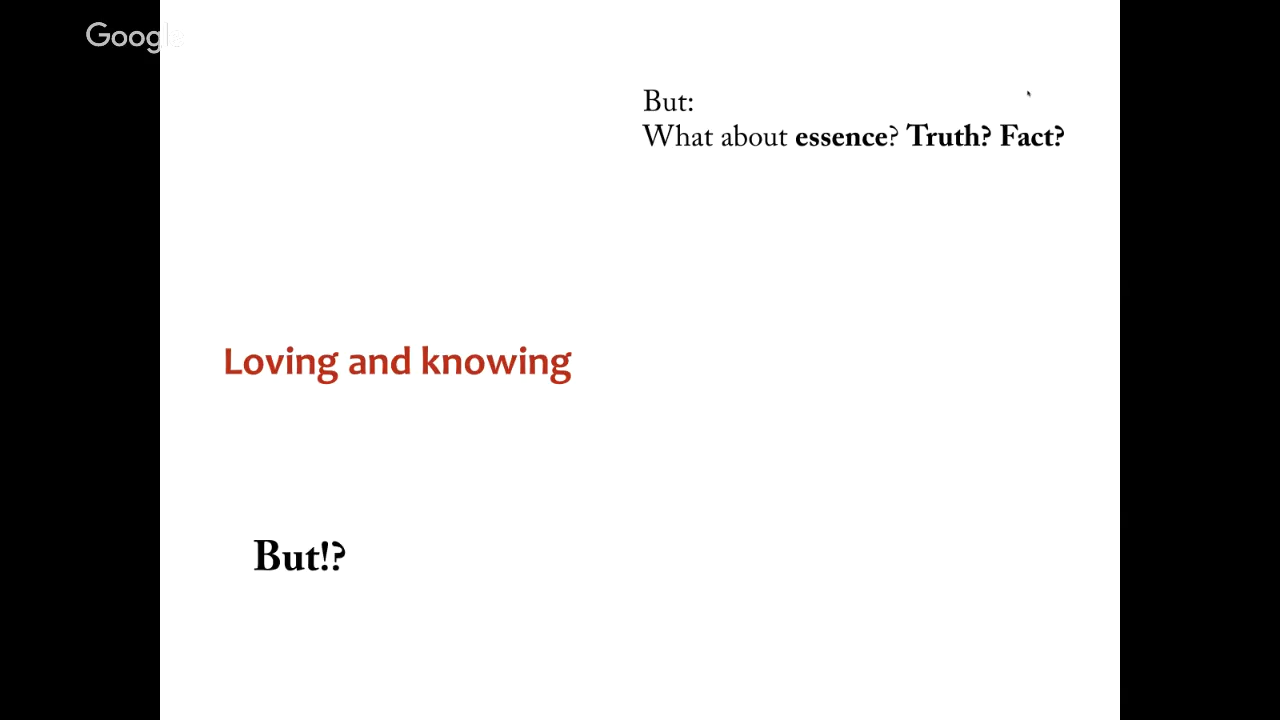 Google
But:
What about essence? Truth? Fact?
Loving and knowing
But!?